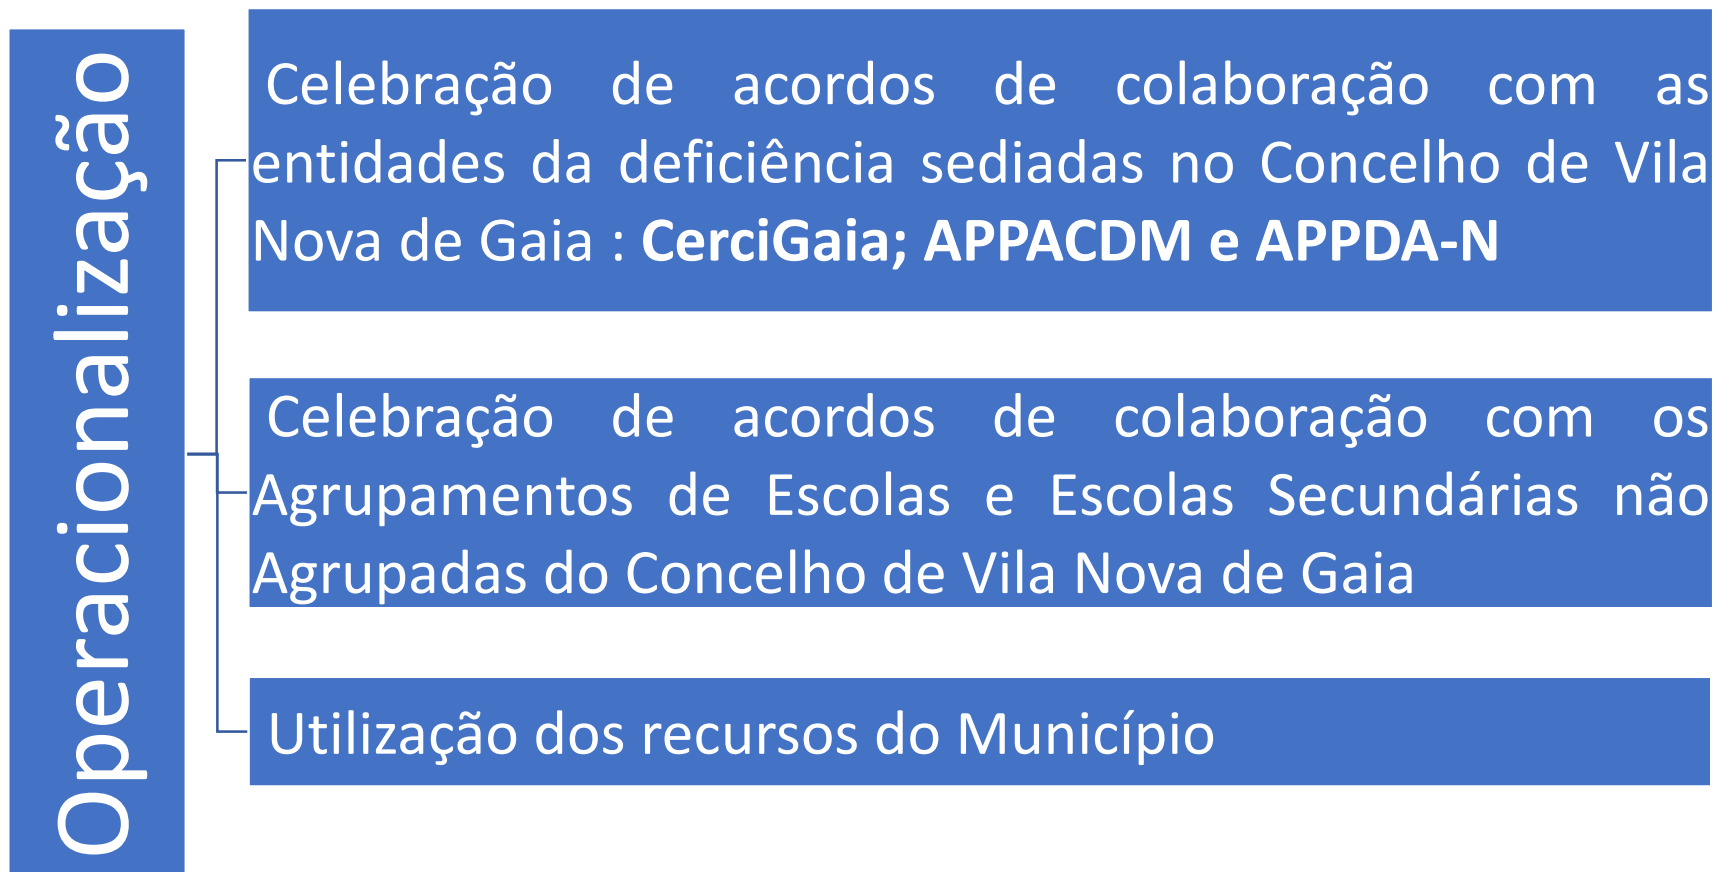 Operacionalização
Celebração de acordos de colaboração com as
entidades da deficiência sediadas no Concelho de Vila
Nova de Gaia : CerciGaia; APPACDM e APPDA-N
Celebração de acordos de colaboração com os
Agrupamentos de Escolas e Escolas Secundárias não
Agrupadas do Concelho de Vila Nova de Gaia
Utilização dos recursos do Município